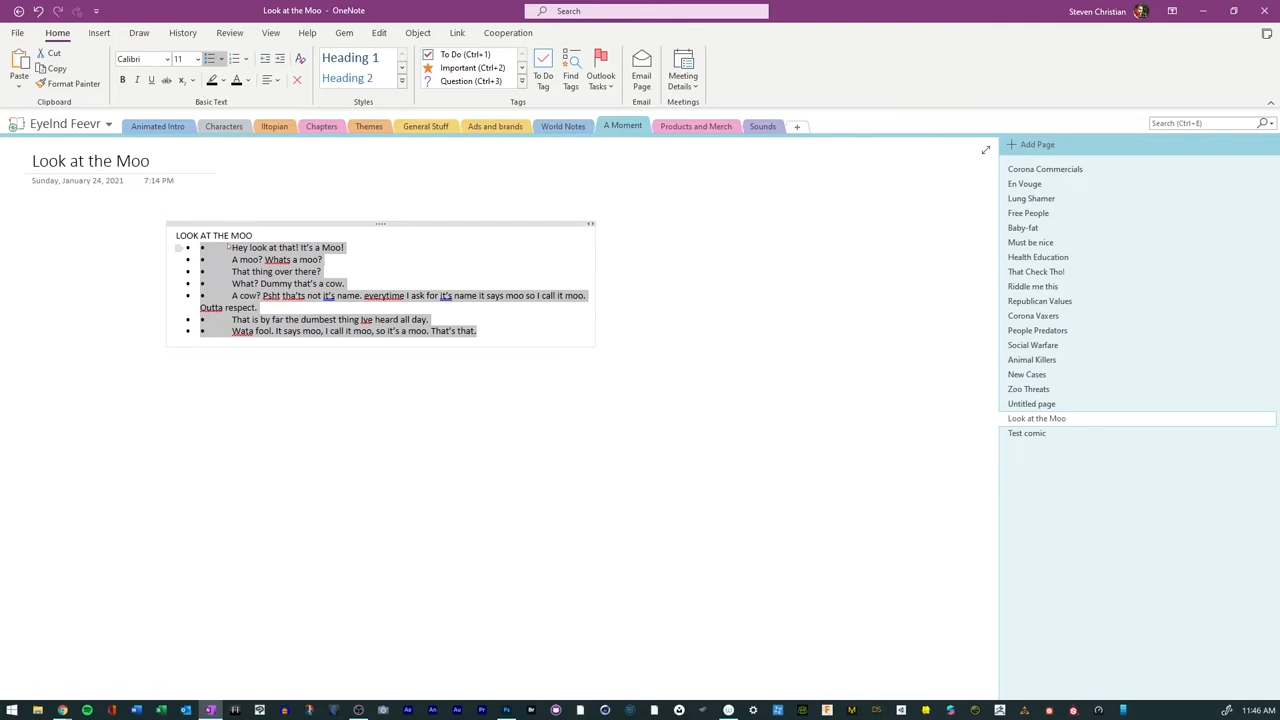 Look at the Moo - OneNote
Search
Steven Christian
File Home Insert Draw History Review View Help Gem Edit Object Link Cooperation
Paste
Cut
Copy
Format Painter
Clipboard
Calibri 11
B I U ab
Basic Text
Heading 1
Heading 2
Styles
To Do (Ctrl+1)
Important (Ctrl+2)
Question (Ctrl+3)
Tags
To Do Tag
Find Tags
Outlook Tasks
Email Page
Email
Meeting Details
Meetings
EyeInd Feevr
Animated Intro Characters Iltopian Chapters Themes General Stuff Ads and brands World Notes A Moment Products and Merch Sounds
Search (Ctrl+E)
Look at the Moo
Sunday, January 24, 2021 7:14 PM
LOOK AT THE MOO
Hey look at that! It's a Moo!
A moo? Whats a moo?
That thing over there?
What? Dummy that's a cow.
A cow? Psht tha'ts not it's name. everytime I ask for it's name it says moo so I call it moo.
Outta respect.
That is by far the dumbest thing Ive heard all day.
Wata fool. It says moo, I call it moo, so it's a moo. That's that.
Add Page
Corona Commercials
En Vouge
Lung Shamer
Free People
Baby-fat
Must be nice
Health Education
That Check Tho!
Riddle me this
Republican Values
Corona Vaxers
People Predators
Social Warfare
Animal Killers
New Cases
Zoo Threats
Untitled page
Look at the Moo
Test comic
11:46 AM